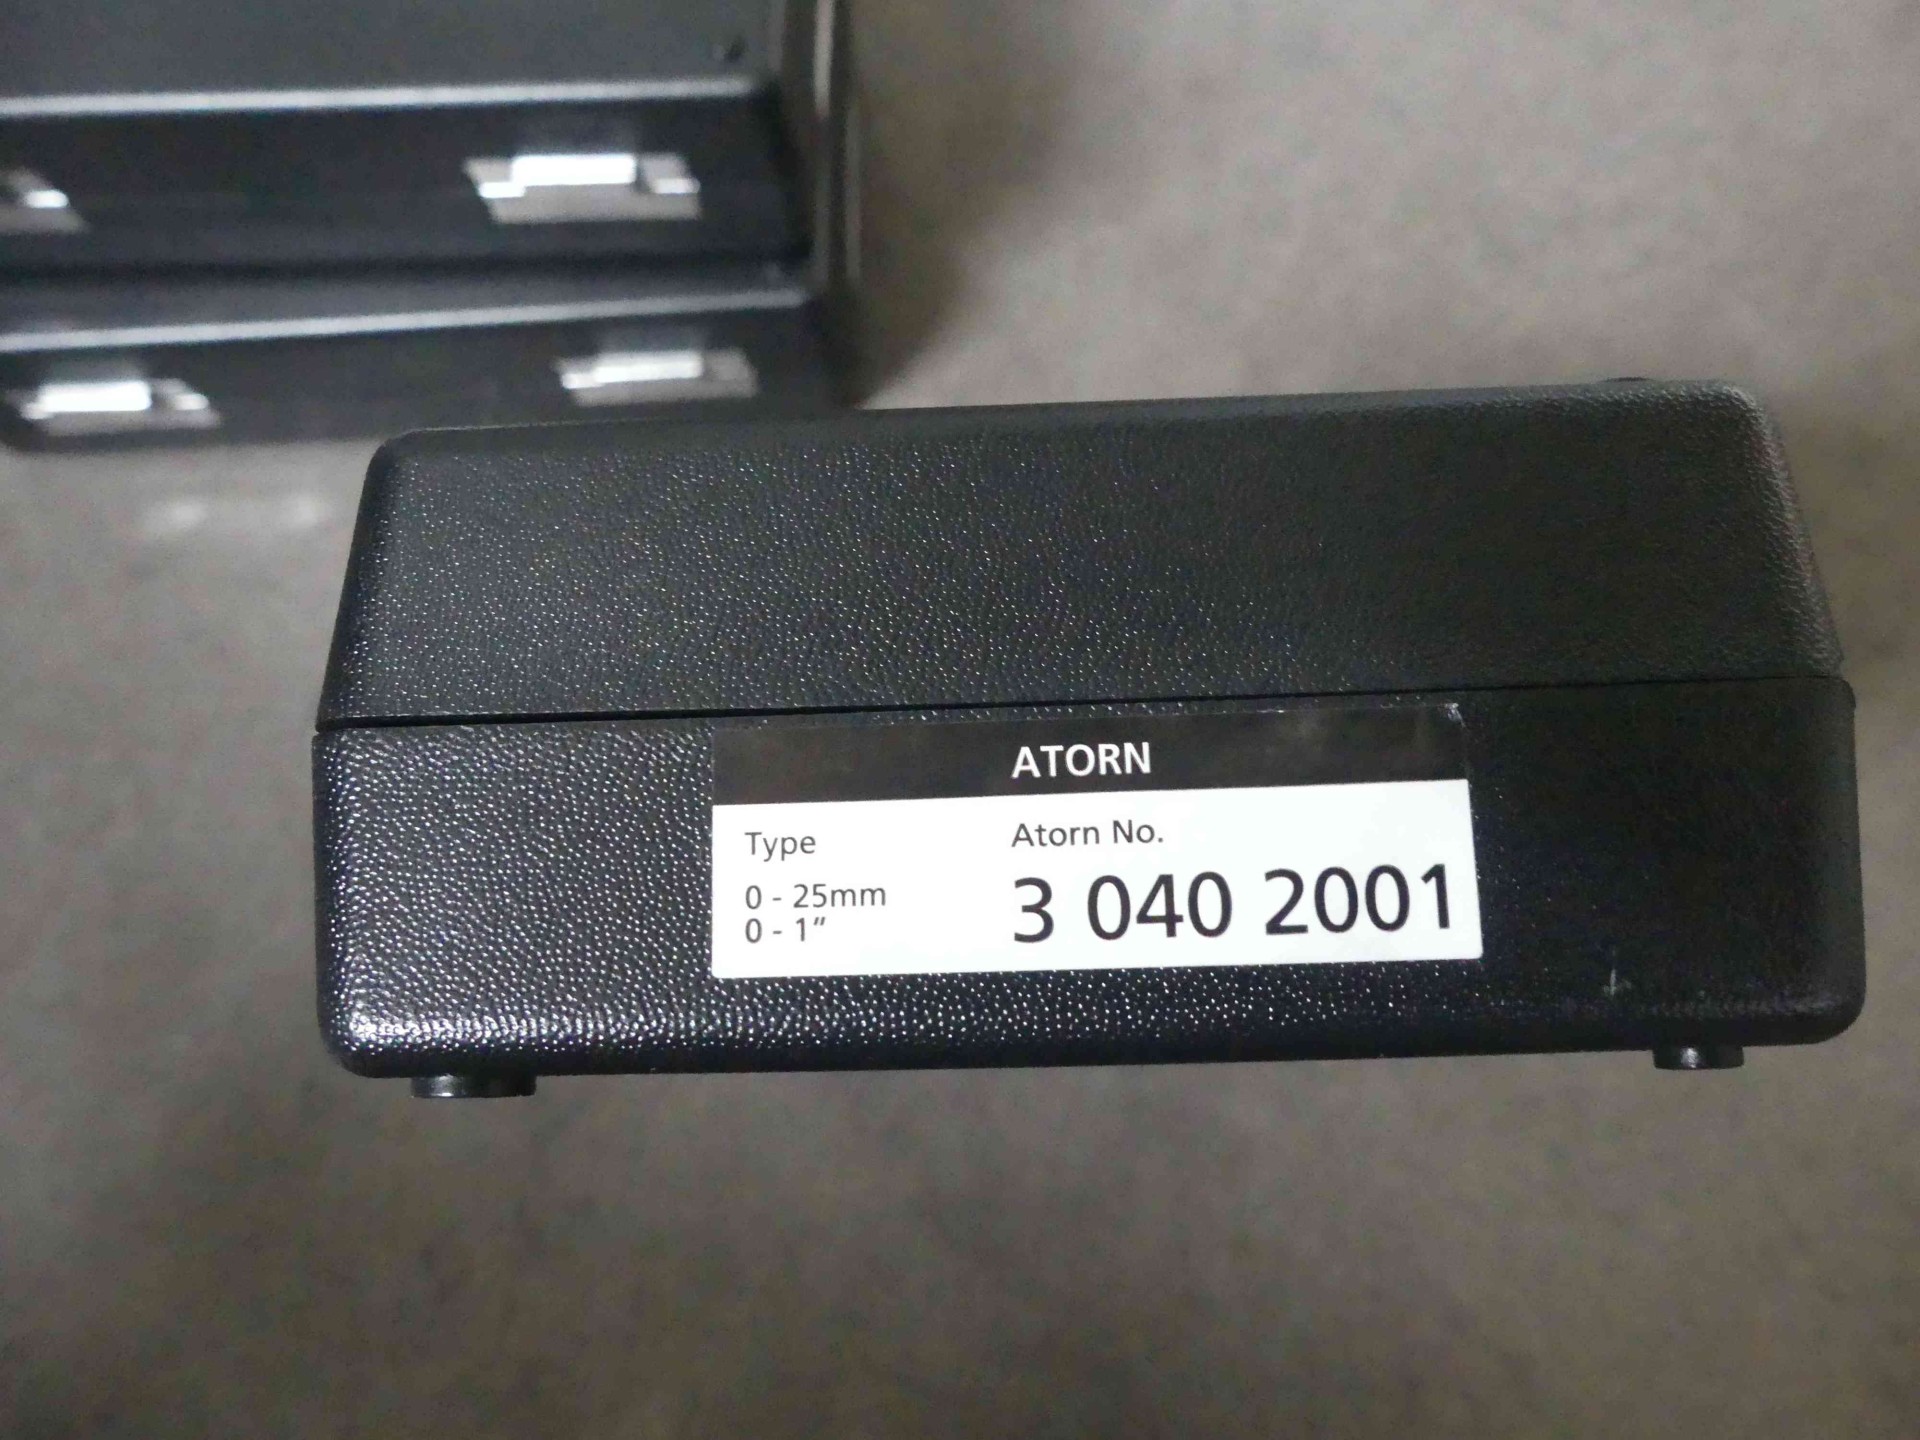 ATORN
Type
Atorn No.
0 - 25mm
0 - 1”
3 040 2001